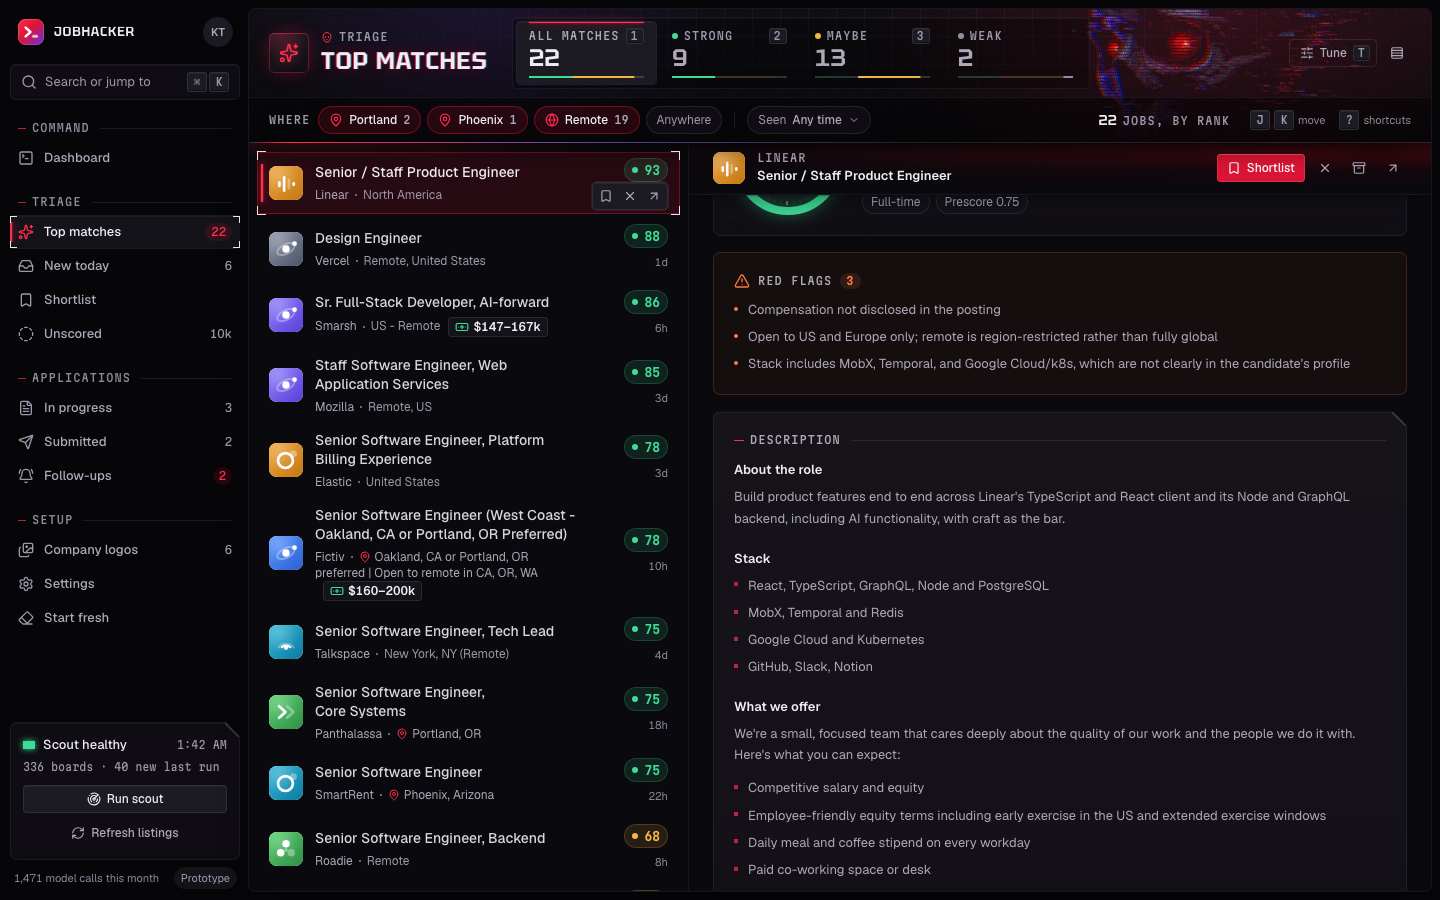 JOBHACKER
KT
Search or jump to
⌘ K
COMMAND
Dashboard
TRIAGE
Top matches 22
New today 6
Shortlist
Unscored 10k
APPLICATIONS
In progress 3
Submitted 2
Follow-ups 2
SETUP
Company logos 6
Settings
Start fresh
Scout healthy 1:42 AM
336 boards · 40 new last run
Run scout
Refresh listings
1,471 model calls this month Prototype
TRIAGE
TOP MATCHES
ALL MATCHES 1
22
STRONG 2
9
MAYBE 3
13
WEAK
2
Tune T
WHERE Portland 2 Phoenix 1 Remote 19 Anywhere Seen Any time
22 JOBS, BY RANK J K move ? shortcuts
Senior / Staff Product Engineer 93
Linear · North America
Design Engineer 88
Vercel · Remote, United States 1d
Sr. Full-Stack Developer, AI-forward 86
Smarsh · US - Remote $147–167k 6h
Staff Software Engineer, Web
Application Services 85
Mozilla · Remote, US 3d
Senior Software Engineer, Platform
Billing Experience 78
Elastic · United States 3d
Senior Software Engineer (West Coast -
Oakland, CA or Portland, OR Preferred) 78
Fictiv · Oakland, CA or Portland, OR
preferred | Open to remote in CA, OR, WA 10h
$160–200k
Senior Software Engineer, Tech Lead 75
Talkspace · New York, NY (Remote) 4d
Senior Software Engineer,
Core Systems 75
Panthalassa · Portland, OR 18h
Senior Software Engineer 75
SmartRent · Phoenix, Arizona 22h
Senior Software Engineer, Backend 68
Roadie · Remote 8h
LINEAR
Senior / Staff Product Engineer
Shortlist
Full-time Prescore 0.75
RED FLAGS 3
Compensation not disclosed in the posting
Open to US and Europe only; remote is region-restricted rather than fully global
Stack includes MobX, Temporal, and Google Cloud/k8s, which are not clearly in the candidate's profile
DESCRIPTION
About the role
Build product features end to end across Linear's TypeScript and React client and its Node and GraphQL
backend, including AI functionality, with craft as the bar.
Stack
React, TypeScript, GraphQL, Node and PostgreSQL
MobX, Temporal and Redis
Google Cloud and Kubernetes
GitHub, Slack, Notion
What we offer
We're a small, focused team that cares deeply about the quality of our work and the people we do it with.
Here's what you can expect:
Competitive salary and equity
Employee-friendly equity terms including early exercise in the US and extended exercise windows
Daily meal and coffee stipend on every workday
Paid co-working space or desk